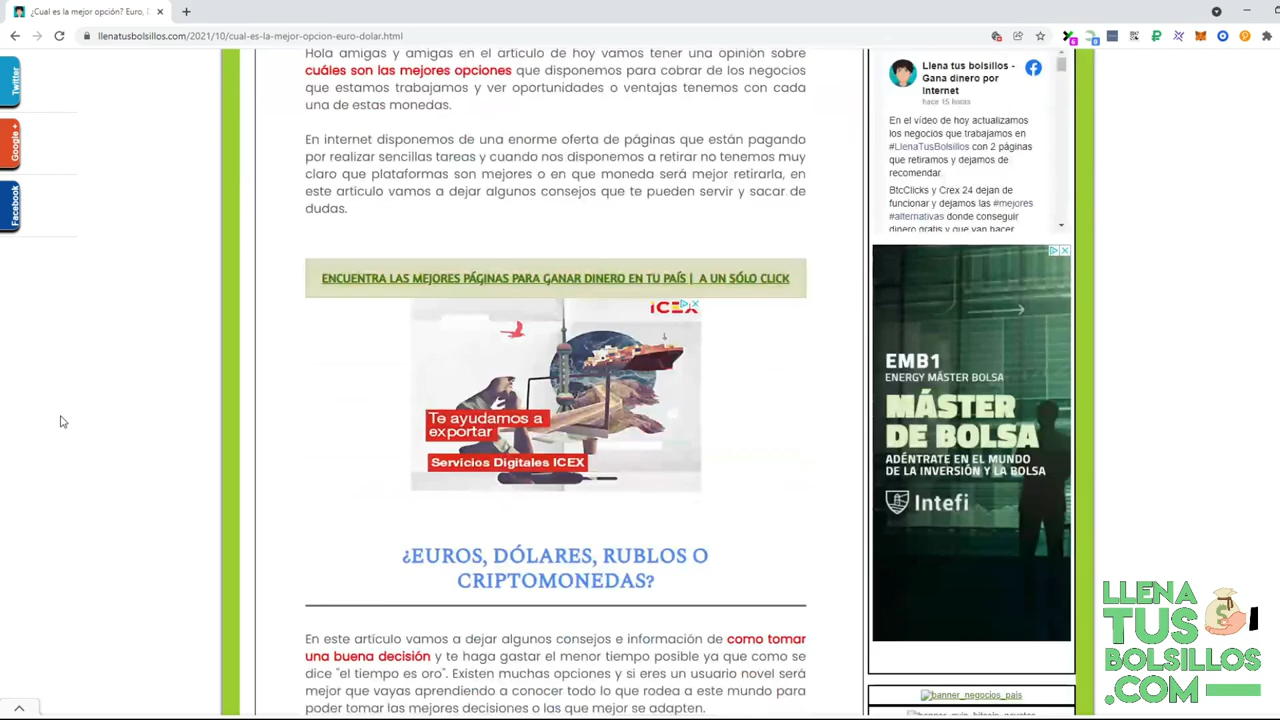 ¿Cual es la mejor opción? Euro, D
llenatusbolsillos.com/2021/10/cual-es-la-mejor-opcion-euro-dolar.html
Twitter
Google +
Facebook
Hola amigos y amigas en el articulo de hoy vamos tener una opinión sobre
cuáles son las mejores opciones que disponemos para cobrar de los negocios
que estamos trabajamos y ver oportunidades o ventajas tenemos con cada
una de estas monedas.
En internet disponemos de una enorme oferta de páginas que están pagando
por realizar sencillas tareas y cuando nos disponemos a retirar no tenemos muy
claro que plataformas son mejores o en que moneda será mejor retirarla, en
este artículo vamos a dejar algunos consejos que te pueden servir y sacar de
dudas.
ENCUENTRA LAS MEJORES PÁGINAS PARA GANAR DINERO EN TU PAÍS | A UN SÓLO CLICK
ICEX
Te ayudamos a
exportar
Servicios Digitales ICEX
¿EUROS, DÓLARES, RUBLOS O
CRIPTOMONEDAS?
En este artículo vamos a dejar algunos consejos e información de como tomar
una buena decisión y te haga gastar el menor tiempo posible ya que como se
dice "el tiempo es oro". Existen muchas opciones y si eres un usuario novel será
mejor que vayas aprendiendo a conocer todo lo que rodea a este mundo para
poder tomar las mejores decisiones o las que mejor se adapten.
Llena tus bolsillos -
Gana dinero por
Internet
hace 15 horas
En el vídeo de hoy actualizamos
los negocios que trabajamos en
#LlenaTusBolsillos con 2 páginas
que retiramos y dejamos de
recomendar.
BtcClicks y Crex 24 dejan de
funcionar y dejamos las #mejores
#alternativas donde conseguir
dinero gratis y que van hacer
EMB1
ENERGY MÁSTER BOLSA
MÁSTER
DE BOLSA
ADÉNTRATE EN EL MUNDO
DE LA INVERSIÓN Y LA BOLSA
Intefi
banner_negocios_pais
LLENA
TUS
BOLSILLOS
.COM